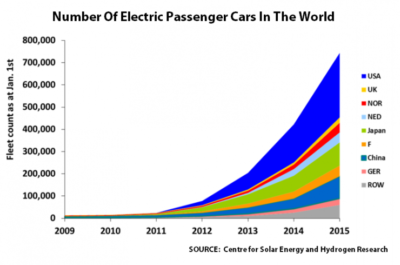 Number Of Electric Passenger Cars In The World
Fleet count as at Jan. 1st
800,000
700,000
600,000
500,000
400,000
300,000
200,000
100,000
0
2009 2010 2011 2012 2013 2014 2015
USA
UK
NOR
NED
Japan
F
China
GER
ROW
SOURCE: Centre for Solar Energy and Hydrogen Research